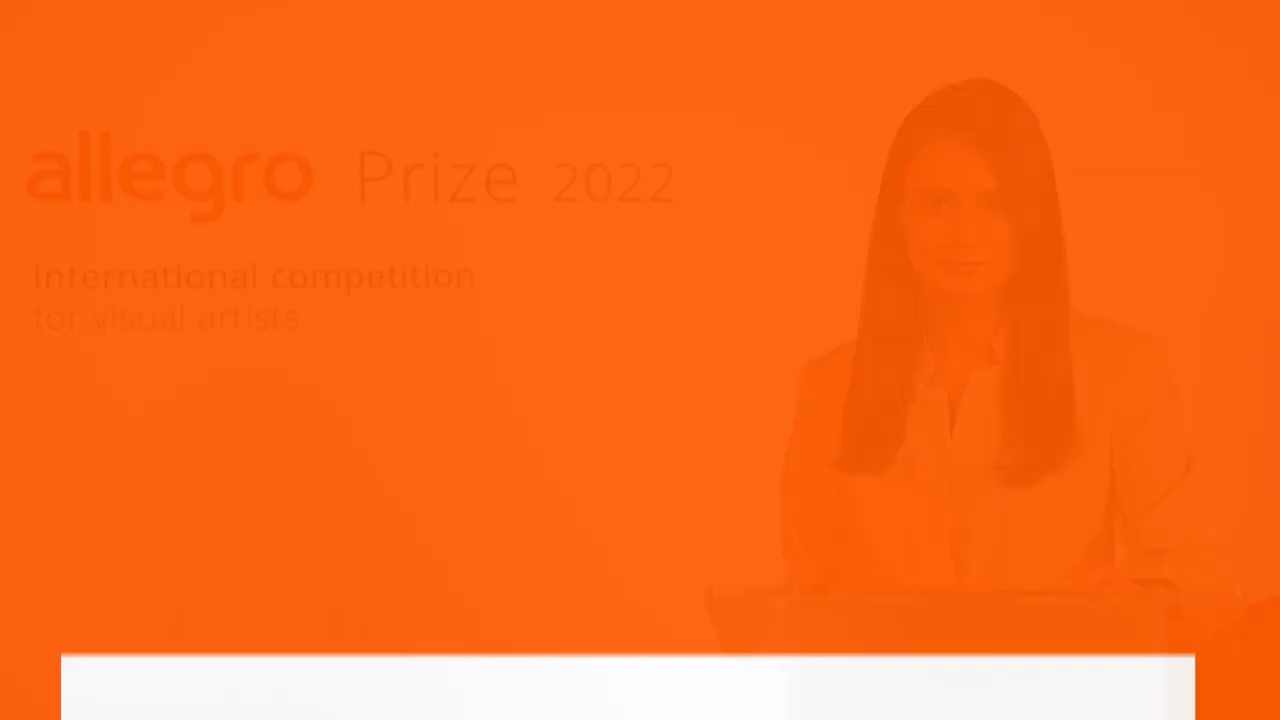 allegro Prize 2022
International competition
for visual artists